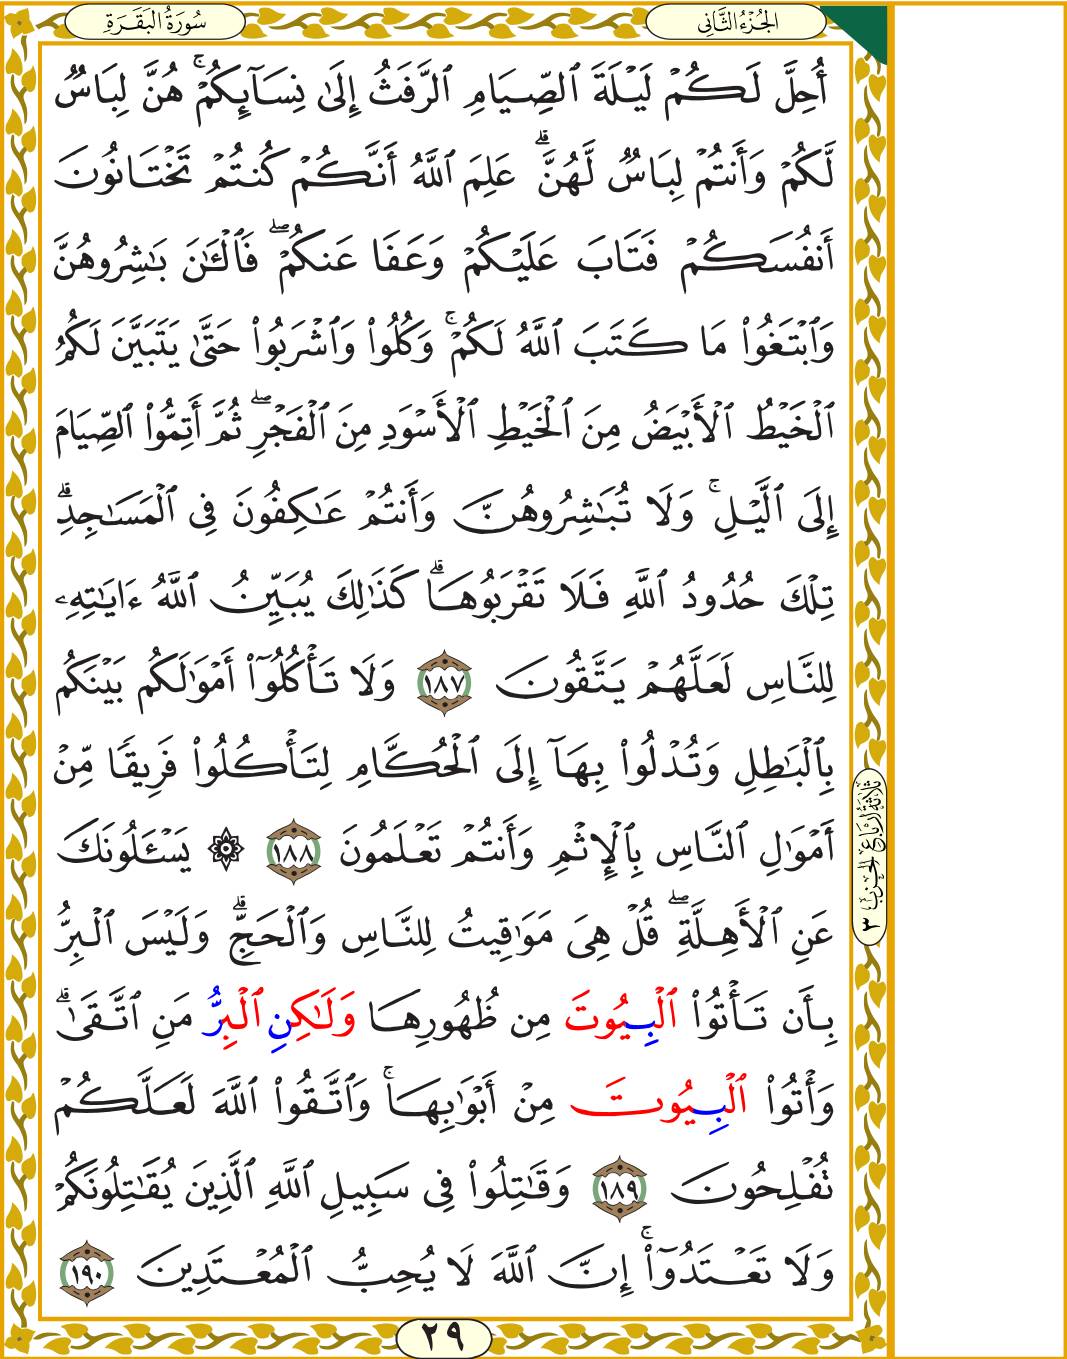 سُورَةُ البَقَرَةِ
الجُزْءُ الثَّانِي
أُحِلَّ لَكُمْ لَيْلَةَ ٱلصِّيَامِ ٱلرَّفَثُ إِلَىٰ نِسَآئِكُمْۚ هُنَّ لِبَاسٌ
لَّكُمْ وَأَنتُمْ لِبَاسٌ لَّهُنَّۗ عَلِمَ ٱللَّهُ أَنَّكُمْ كُنتُمْ تَخْتَانُونَ
أَنفُسَكُمْ فَتَابَ عَلَيْكُمْ وَعَفَا عَنكُمْۖ فَٱلْـَٰٔنَ بَٰشِرُوهُنَّ
وَٱبْتَغُوا۟ مَا كَتَبَ ٱللَّهُ لَكُمْۚ وَكُلُوا۟ وَٱشْرَبُوا۟ حَتَّىٰ يَتَبَيَّنَ لَكُمُ
ٱلْخَيْطُ ٱلْأَبْيَضُ مِنَ ٱلْخَيْطِ ٱلْأَسْوَدِ مِنَ ٱلْفَجْرِۖ ثُمَّ أَتِمُّوا۟ ٱلصِّيَامَ
إِلَى ٱلَّيْلِۚ وَلَا تُبَٰشِرُوهُنَّ وَأَنتُمْ عَٰكِفُونَ فِى ٱلْمَسَٰجِدِۗ
تِلْكَ حُدُودُ ٱللَّهِ فَلَا تَقْرَبُوهَاۗ كَذَٰلِكَ يُبَيِّنُ ٱللَّهُ ءَايَٰتِهِۦ
لِلنَّاسِ لَعَلَّهُمْ يَتَّقُونَ ١٨٧ وَلَا تَأْكُلُوٓا۟ أَمْوَٰلَكُم بَيْنَكُم
بِٱلْبَٰطِلِ وَتُدْلُوا۟ بِهَآ إِلَى ٱلْحُكَّامِ لِتَأْكُلُوا۟ فَرِيقًا مِّنْ
أَمْوَٰلِ ٱلنَّاسِ بِٱلْإِثْمِ وَأَنتُمْ تَعْلَمُونَ ١٨٨ ۞ يَسْـَٔلُونَكَ
عَنِ ٱلْأَهِلَّةِۖ قُلْ هِىَ مَوَٰقِيتُ لِلنَّاسِ وَٱلْحَجِّۗ وَلَيْسَ ٱلْبِرُّ
بِأَن تَأْتُوا۟ ٱلْبِيُوتَ مِن ظُهُورِهَا وَلَٰكِنِ ٱلْبِرُّ مَنِ ٱتَّقَىٰۗ
وَأْتُوا۟ ٱلْبِيُوتَ مِنْ أَبْوَٰبِهَاۚ وَٱتَّقُوا۟ ٱللَّهَ لَعَلَّكُمْ
تُفْلِحُونَ ١٨٩ وَقَٰتِلُوا۟ فِى سَبِيلِ ٱللَّهِ ٱلَّذِينَ يُقَٰتِلُونَكُمْ
وَلَا تَعْتَدُوٓا۟ۚ إِنَّ ٱللَّهَ لَا يُحِبُّ ٱلْمُعْتَدِينَ ١٩٠
ثَلَاثَةُ أَرْبَاعِ الحِزْبِ ٣
٢٩